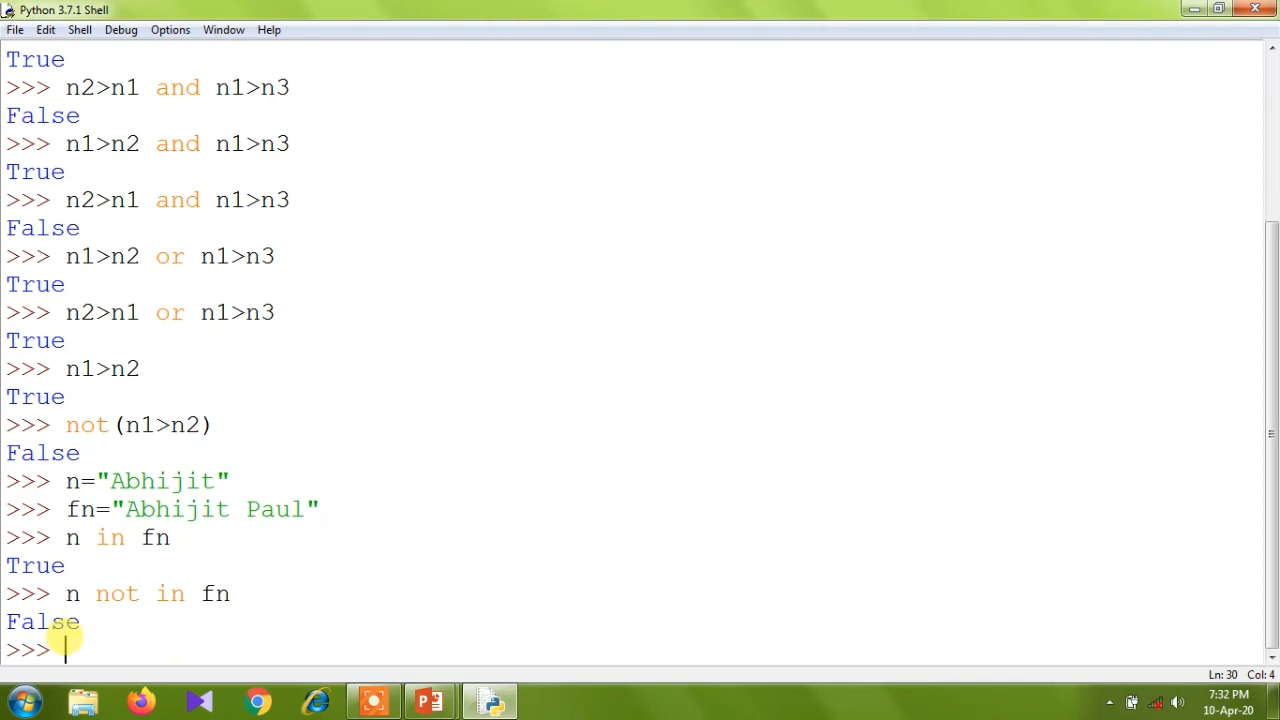 Python 3.7.1 Shell
File Edit Shell Debug Options Window Help
True
>>> n2>n1 and n1>n3
False
>>> n1>n2 and n1>n3
True
>>> n2>n1 and n1>n3
False
>>> n1>n2 or n1>n3
True
>>> n2>n1 or n1>n3
True
>>> n1>n2
True
>>> not(n1>n2)
False
>>> n="Abhijit"
>>> fn="Abhijit Paul"
>>> n in fn
True
>>> n not in fn
False
>>>
Ln: 30 Col: 4
7:32 PM
10-Apr-20